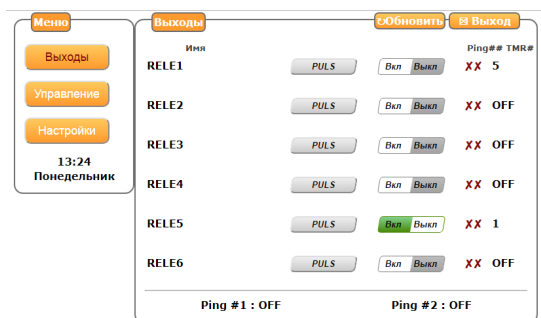 Меню
Выходы
Управление
Настройки
13:24
Понедельник
Выходы ↻Обновить ⊠ Выход
Имя Ping## TMR#
RELE1 PULS Вкл Выкл ✘✘ 5
RELE2 PULS Вкл Выкл ✘✘ OFF
RELE3 PULS Вкл Выкл ✘✘ OFF
RELE4 PULS Вкл Выкл ✘✘ OFF
RELE5 PULS Вкл Выкл ✘✘ 1
RELE6 PULS Вкл Выкл ✘✘ OFF
Ping #1 : OFF Ping #2 : OFF